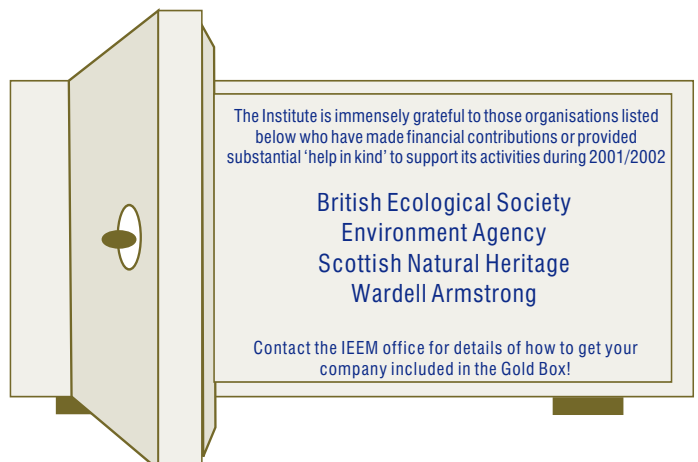 The Institute is immensely grateful to those organisations listed
below who have made financial contributions or provided
substantial ‘help in kind’ to support its activities during 2001/2002
British Ecological Society
Environment Agency
Scottish Natural Heritage
Wardell Armstrong
Contact the IEEM office for details of how to get your
company included in the Gold Box!